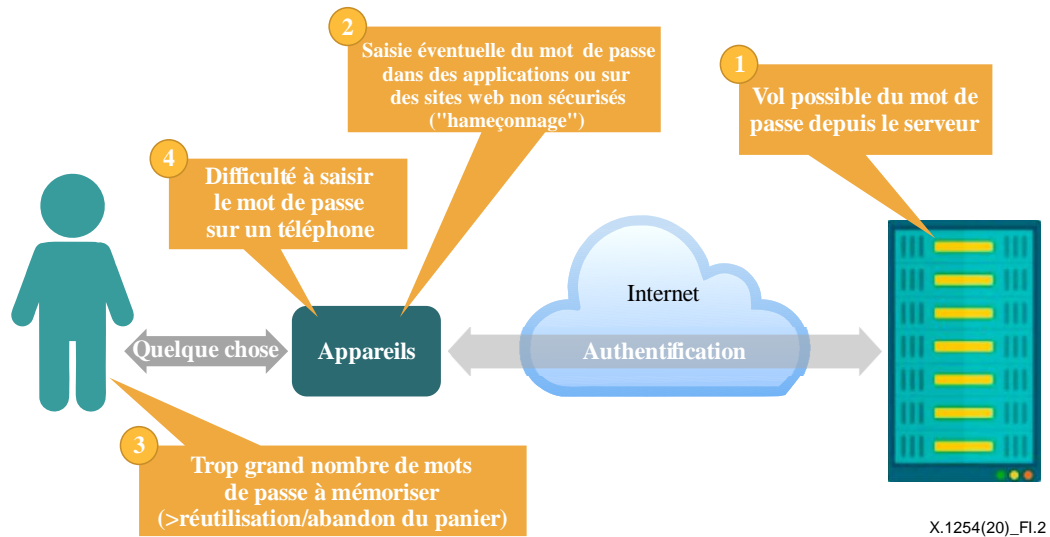 1
Vol possible du mot de
passe depuis le serveur
2
Saisie éventuelle du mot de passe
dans des applications ou sur
des sites web non sécurisés
("hameçonnage")
4
Difficulté à saisir
le mot de passe
sur un téléphone
Internet
Quelque chose
Appareils
Authentification
3
Trop grand nombre de mots
de passe à mémoriser
(>réutilisation/abandon du panier)
X.1254(20)_FI.2